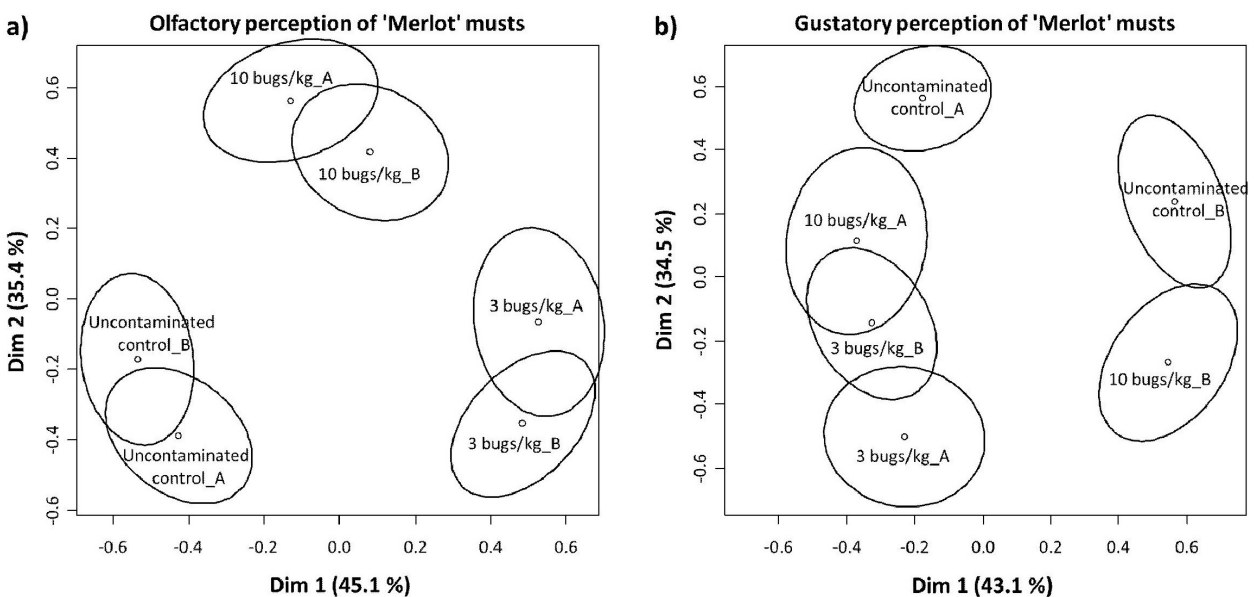 a)
Olfactory perception of 'Merlot' musts
Dim 2 (35.4 %)
0.6
0.4
0.2
0.0
-0.2
-0.4
-0.6
10 bugs/kg_A
10 bugs/kg_B
3 bugs/kg_A
Uncontaminated
control_B
3 bugs/kg_B
Uncontaminated
control_A
-0.6
-0.4
-0.2
0.0
0.2
0.4
0.6
Dim 1 (45.1 %)
b)
Gustatory perception of 'Merlot' musts
Dim 2 (34.5 %)
0.6
0.4
0.2
0.0
-0.2
-0.4
-0.6
Uncontaminated
control_A
Uncontaminated
control_B
10 bugs/kg_A
3 bugs/kg_B
10 bugs/kg_B
3 bugs/kg_A
-0.6
-0.4
-0.2
0.0
0.2
0.4
0.6
Dim 1 (43.1 %)